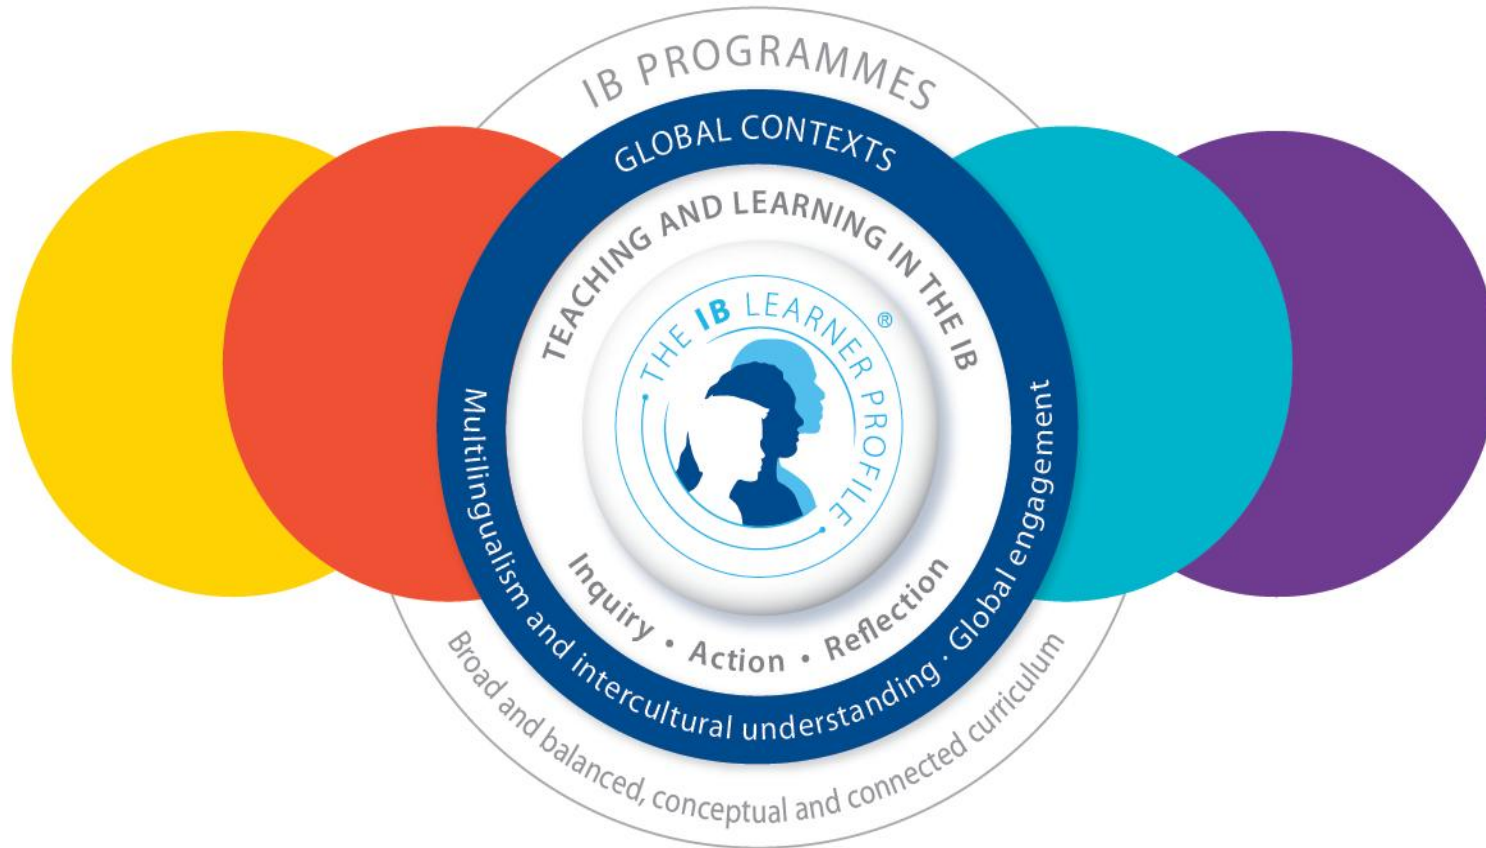 IB PROGRAMMES
GLOBAL CONTEXTS
TEACHING AND LEARNING IN THE IB
THE IB LEARNER PROFILE ®
Inquiry • Action • Reflection
Multilingualism and intercultural understanding · Global engagement
Broad and balanced, conceptual and connected curriculum